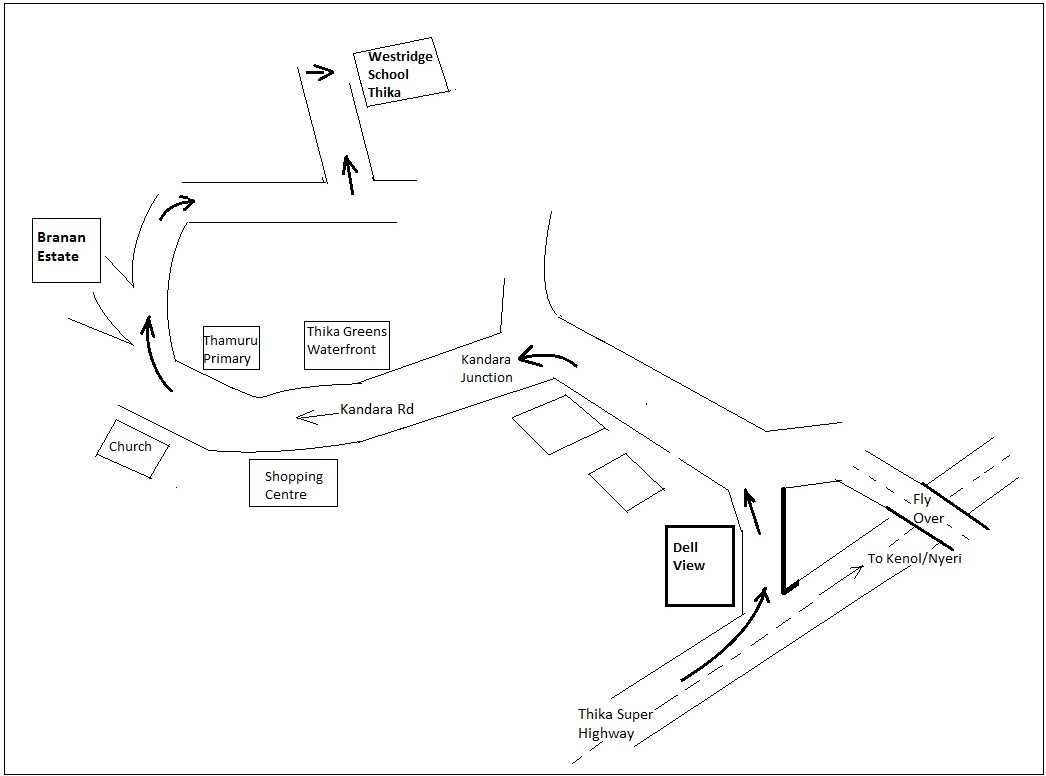 Westridge
School
Thika
Branan
Estate
Thamuru
Primary
Thika Greens
Waterfront
Kandara
Junction
Kandara Rd
Church
Shopping
Centre
Fly
Over
Dell
View
To Kenol/Nyeri
Thika Super
Highway